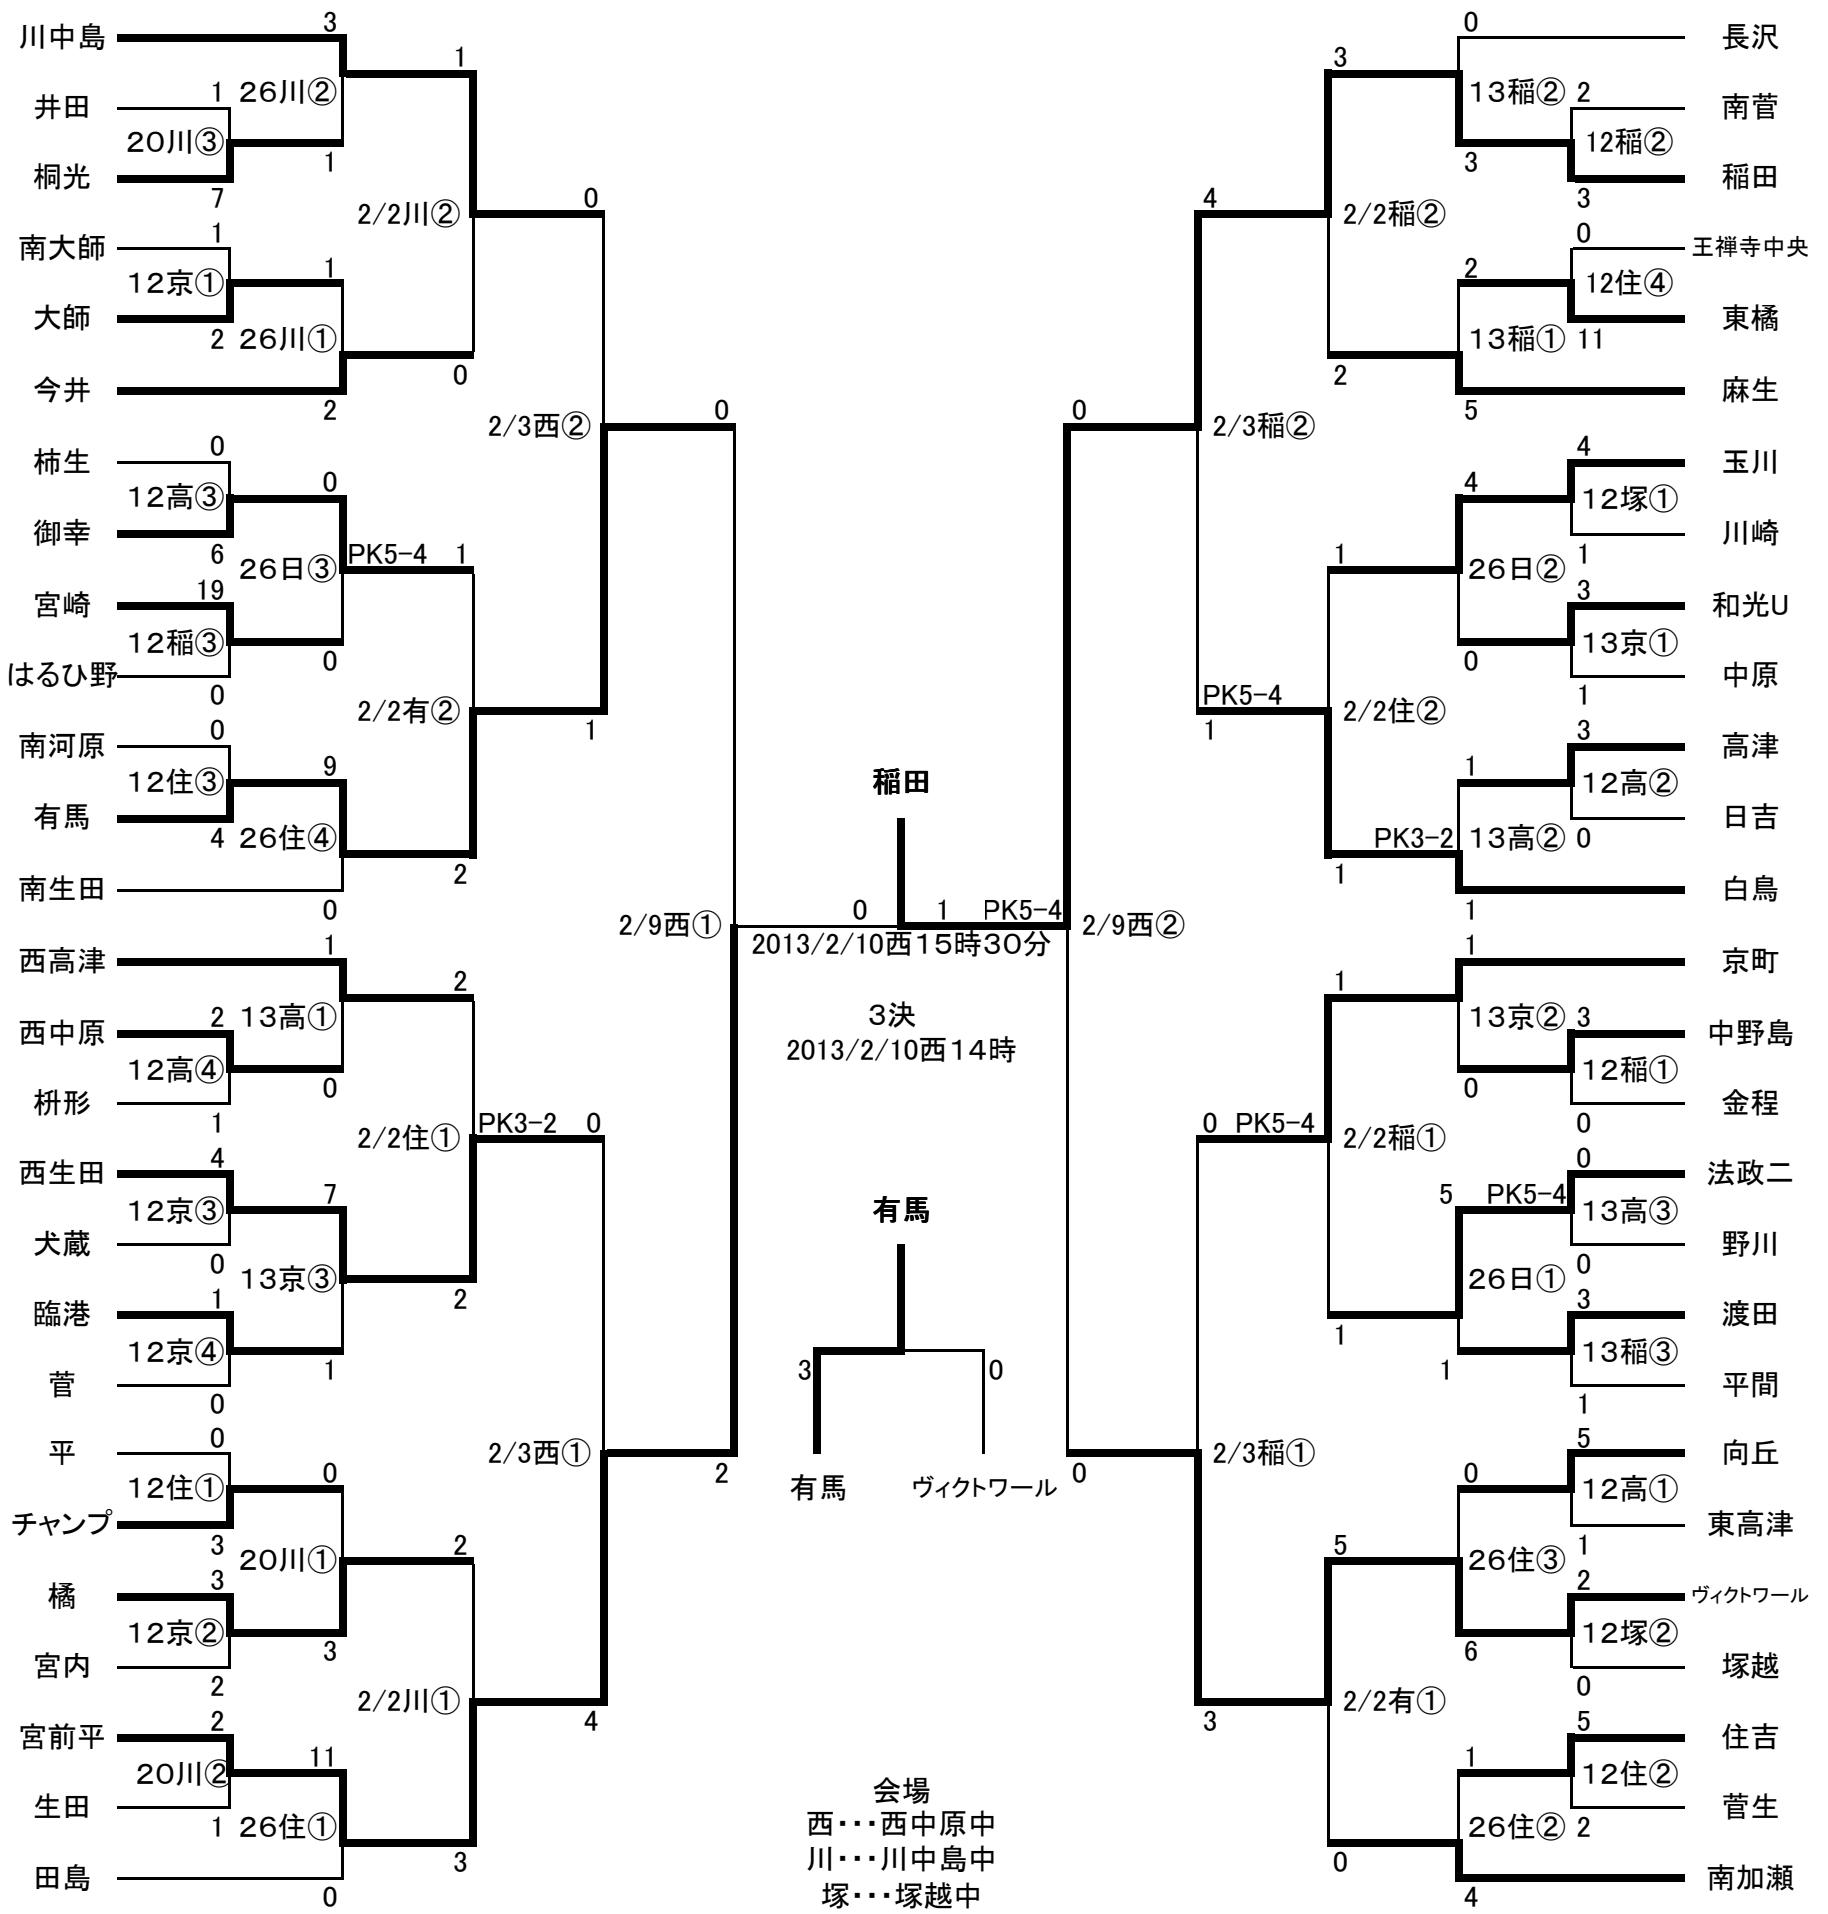 川中島
井田
桐光
南大師
大師
今井
柿生
御幸
宮崎
はるひ野
南河原
有馬
南生田
西高津
西中原
枡形
西生田
犬蔵
臨港
菅
平
チャンプ
橘
宮内
宮前平
生田
田島
3
1
26川②
20川③
7
1
1
12京①
2
1
26川①
2
0
12高③
6
0
26日③
19
12稲③
0
0
0
12住③
4
9
26住④
0
1
13高①
2
12高④
1
0
4
12京③
0
7
13京③
1
12京④
0
1
0
12住①
3
0
20川①
3
12京②
2
3
2
20川②
1
11
26住①
0
1
2/2川②
0
PK5-4 1
2/2有②
2
2
2/2住①
2
2
2/2川①
3
0
2/3西②
1
PK3-2 0
2/3西①
4
0
2/9西①
2
稲田
0 1 PK5-4
2013/2/10西15時30分
3決
2013/2/10西14時
有馬
3 0
有馬 ヴィクトワール
会場
西・・・西中原中
川・・・川中島中
塚・・・塚越中
0
2/9西②
0
4
2/3稲②
PK5-4
1
0 PK5-4
2/3稲①
3
3
2/2稲②
2
1
2/2住②
PK3-2
1
1
2/2稲①
1
5
2/2有①
0
0
13稲②
3
2
12稲②
3
2
0
12住④
11
13稲①
5
4
26日②
0
4
12塚①
1
3
13京①
1
1
13高②
1
3
12高②
0
1
13京②
0
3
12稲①
0
5 PK5-4
26日①
1
0
13高③
0
3
13稲③
1
0
26住③
6
5
12高①
1
2
12塚②
0
1
26住②
4
5
12住②
2
長沢
南菅
稲田
王禅寺中央
東橘
麻生
玉川
川崎
和光U
中原
高津
日吉
白鳥
京町
中野島
金程
法政二
野川
渡田
平間
向丘
東高津
ヴィクトワール
塚越
住吉
菅生
南加瀬